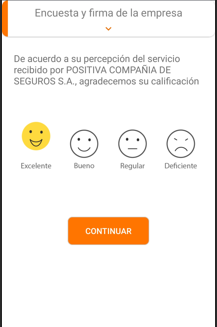 Encuesta y firma de la empresa
De acuerdo a su percepción del servicio
recibido por POSITIVA COMPAÑIA DE
SEGUROS S.A., agradecemos su calificación
Excelente Bueno Regular Deficiente
CONTINUAR